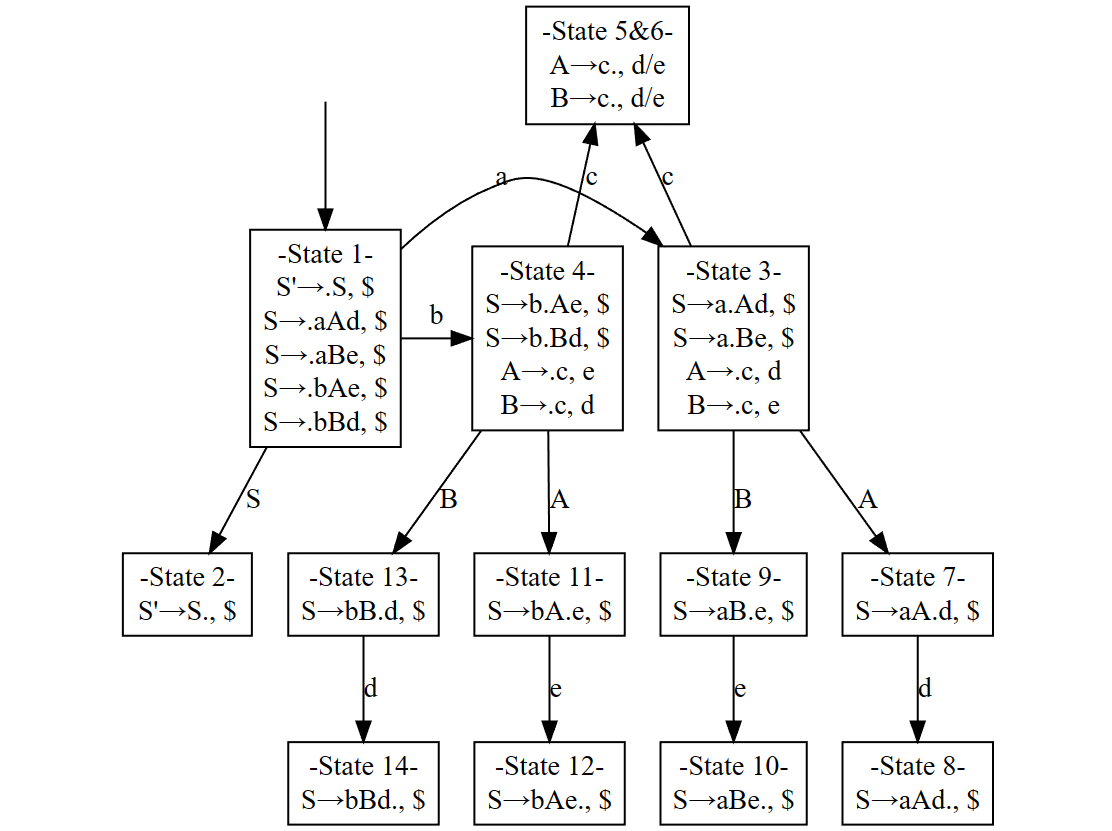 -State 5&6-
A→c., d/e
B→c., d/e
a
c
c
-State 1-
S'→.S, $
S→.aAd, $
S→.aBe, $
S→.bAe, $
S→.bBd, $
b
-State 4-
S→b.Ae, $
S→b.Bd, $
A→.c, e
B→.c, d
-State 3-
S→a.Ad, $
S→a.Be, $
A→.c, d
B→.c, e
S
B
A
B
A
-State 2-
S'→S., $
-State 13-
S→bB.d, $
-State 11-
S→bA.e, $
-State 9-
S→aB.e, $
-State 7-
S→aA.d, $
d
e
e
d
-State 14-
S→bBd., $
-State 12-
S→bAe., $
-State 10-
S→aBe., $
-State 8-
S→aAd., $